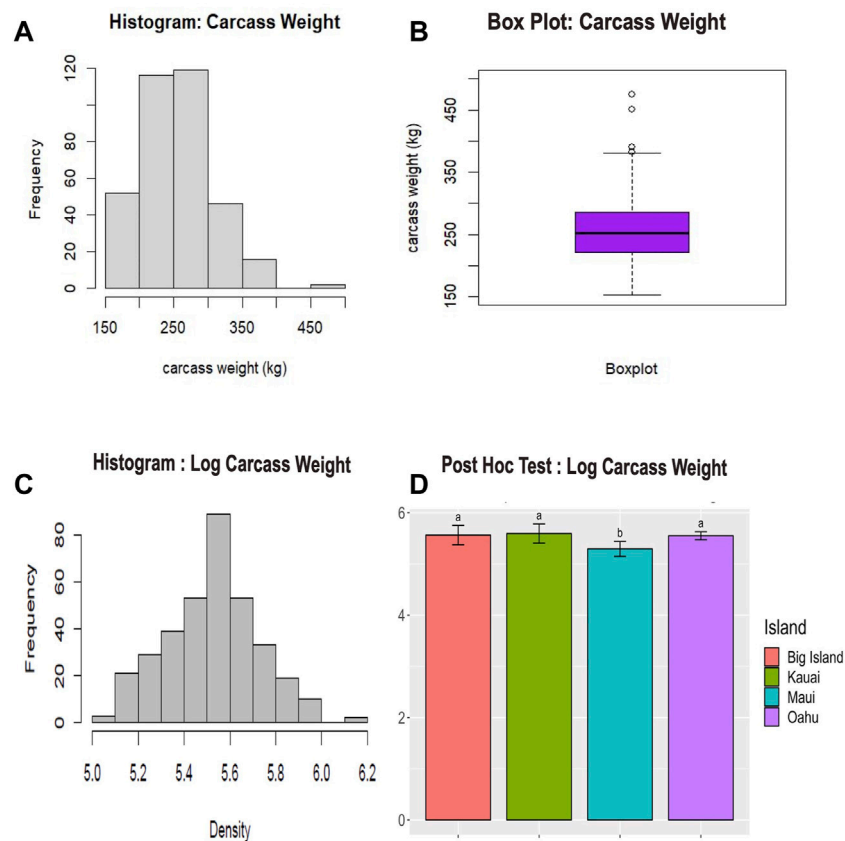 A
Histogram: Carcass Weight
Frequency
0 20 40 60 80 120
150 250 350 450
carcass weight (kg)
B
Box Plot: Carcass Weight
carcass weight (kg)
150 250 350 450
Boxplot
C
Histogram : Log Carcass Weight
Frequency
0 20 40 60 80
5.0 5.2 5.4 5.6 5.8 6.0 6.2
Density
D
Post Hoc Test : Log Carcass Weight
6
4
2
0
a a b a
Island
Big Island
Kauai
Maui
Oahu